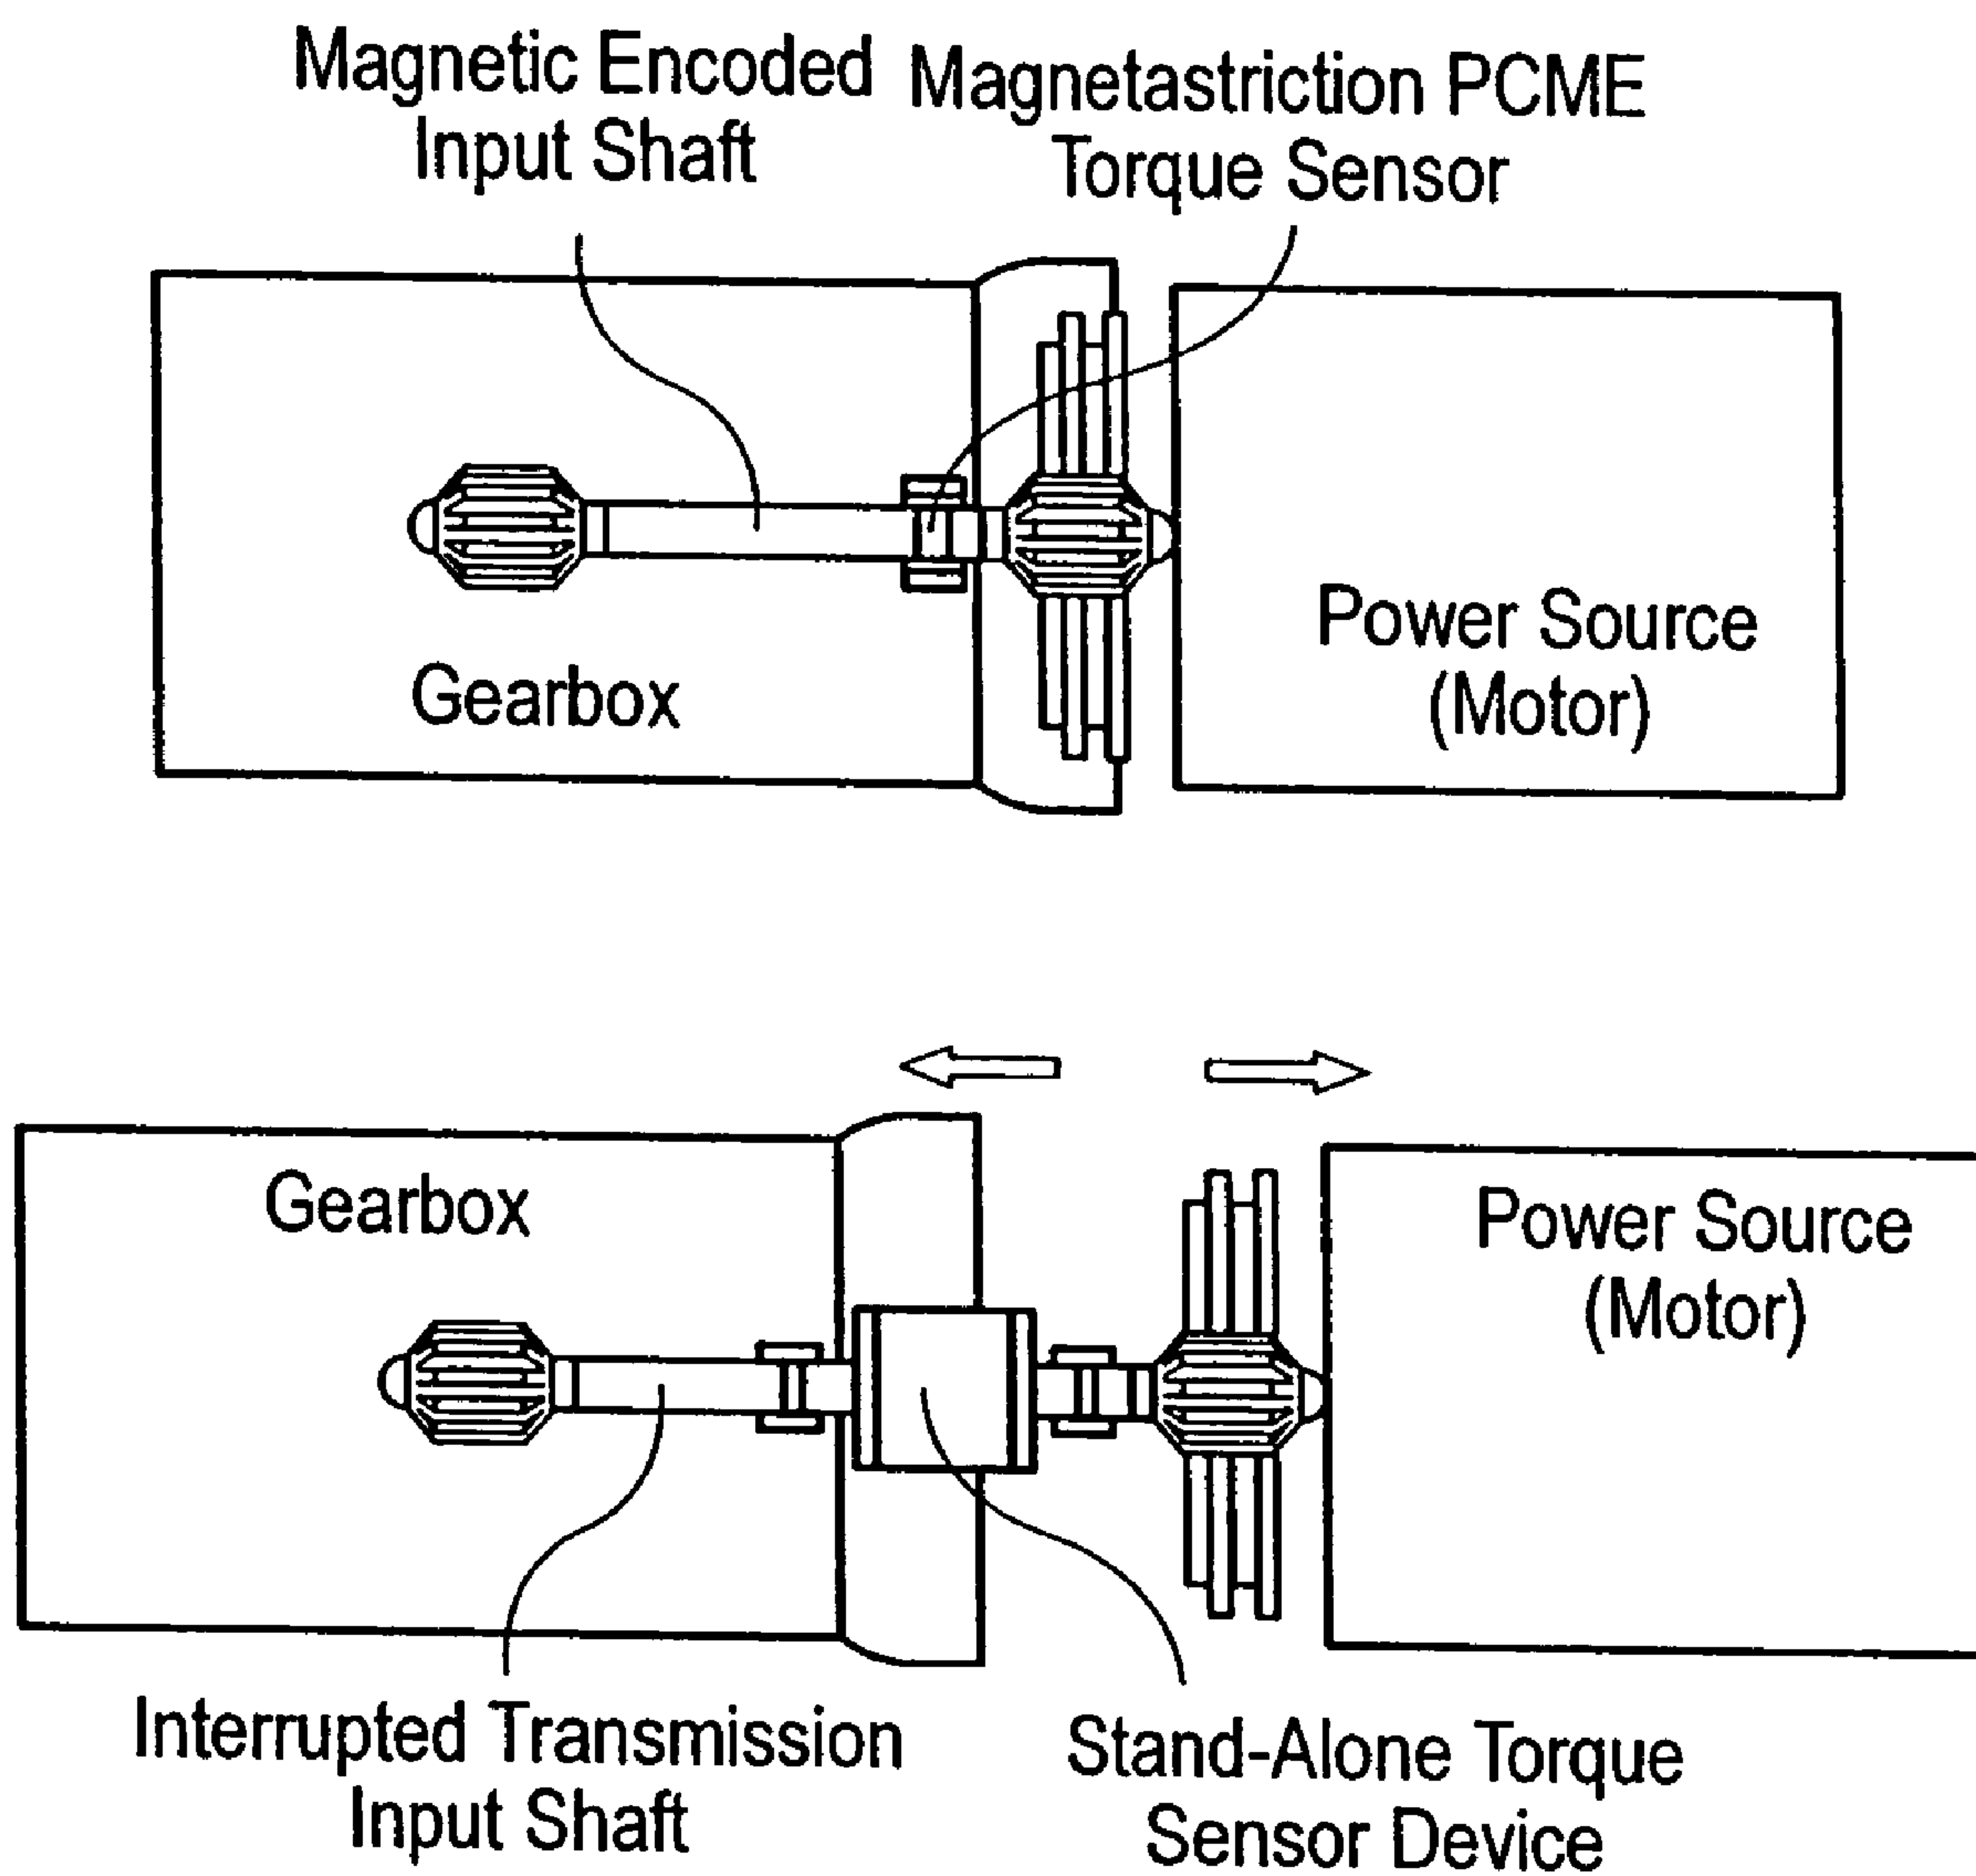 Magnetic Encoded
Input Shaft
Magnetastriction PCME
Torque Sensor
Gearbox
Power Source
(Motor)
Gearbox
Power Source
(Motor)
Interrupted Transmission
Input Shaft
Stand-Alone Torque
Sensor Device